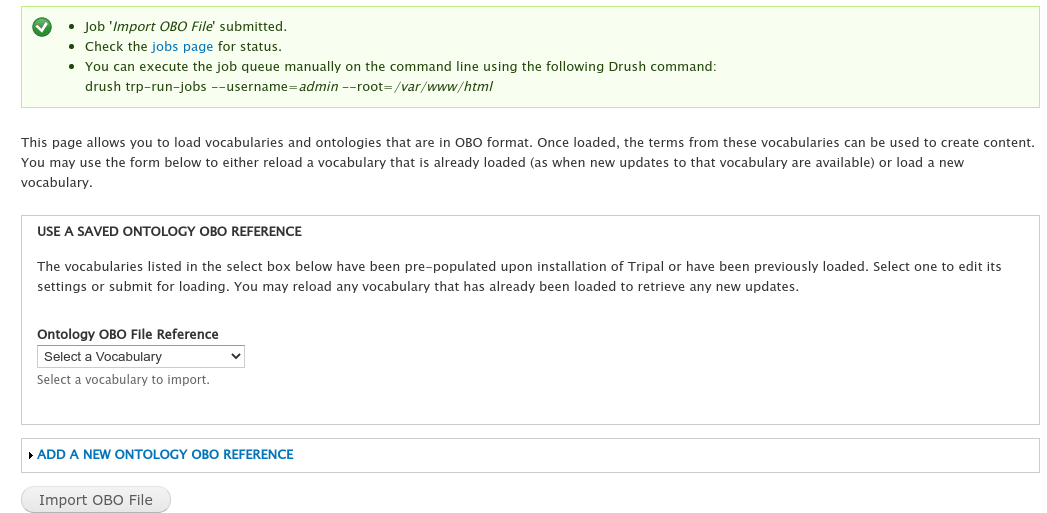 Job 'Import OBO File' submitted.
Check the jobs page for status.
You can execute the job queue manually on the command line using the following Drush command:
drush trp-run-jobs --username=admin --root=/var/www/html
This page allows you to load vocabularies and ontologies that are in OBO format. Once loaded, the terms from these vocabularies can be used to create content.
You may use the form below to either reload a vocabulary that is already loaded (as when new updates to that vocabulary are available) or load a new
vocabulary.
USE A SAVED ONTOLOGY OBO REFERENCE
The vocabularies listed in the select box below have been pre-populated upon installation of Tripal or have been previously loaded. Select one to edit its
settings or submit for loading. You may reload any vocabulary that has already been loaded to retrieve any new updates.
Ontology OBO File Reference
Select a Vocabulary
Select a vocabulary to import.
ADD A NEW ONTOLOGY OBO REFERENCE
Import OBO File